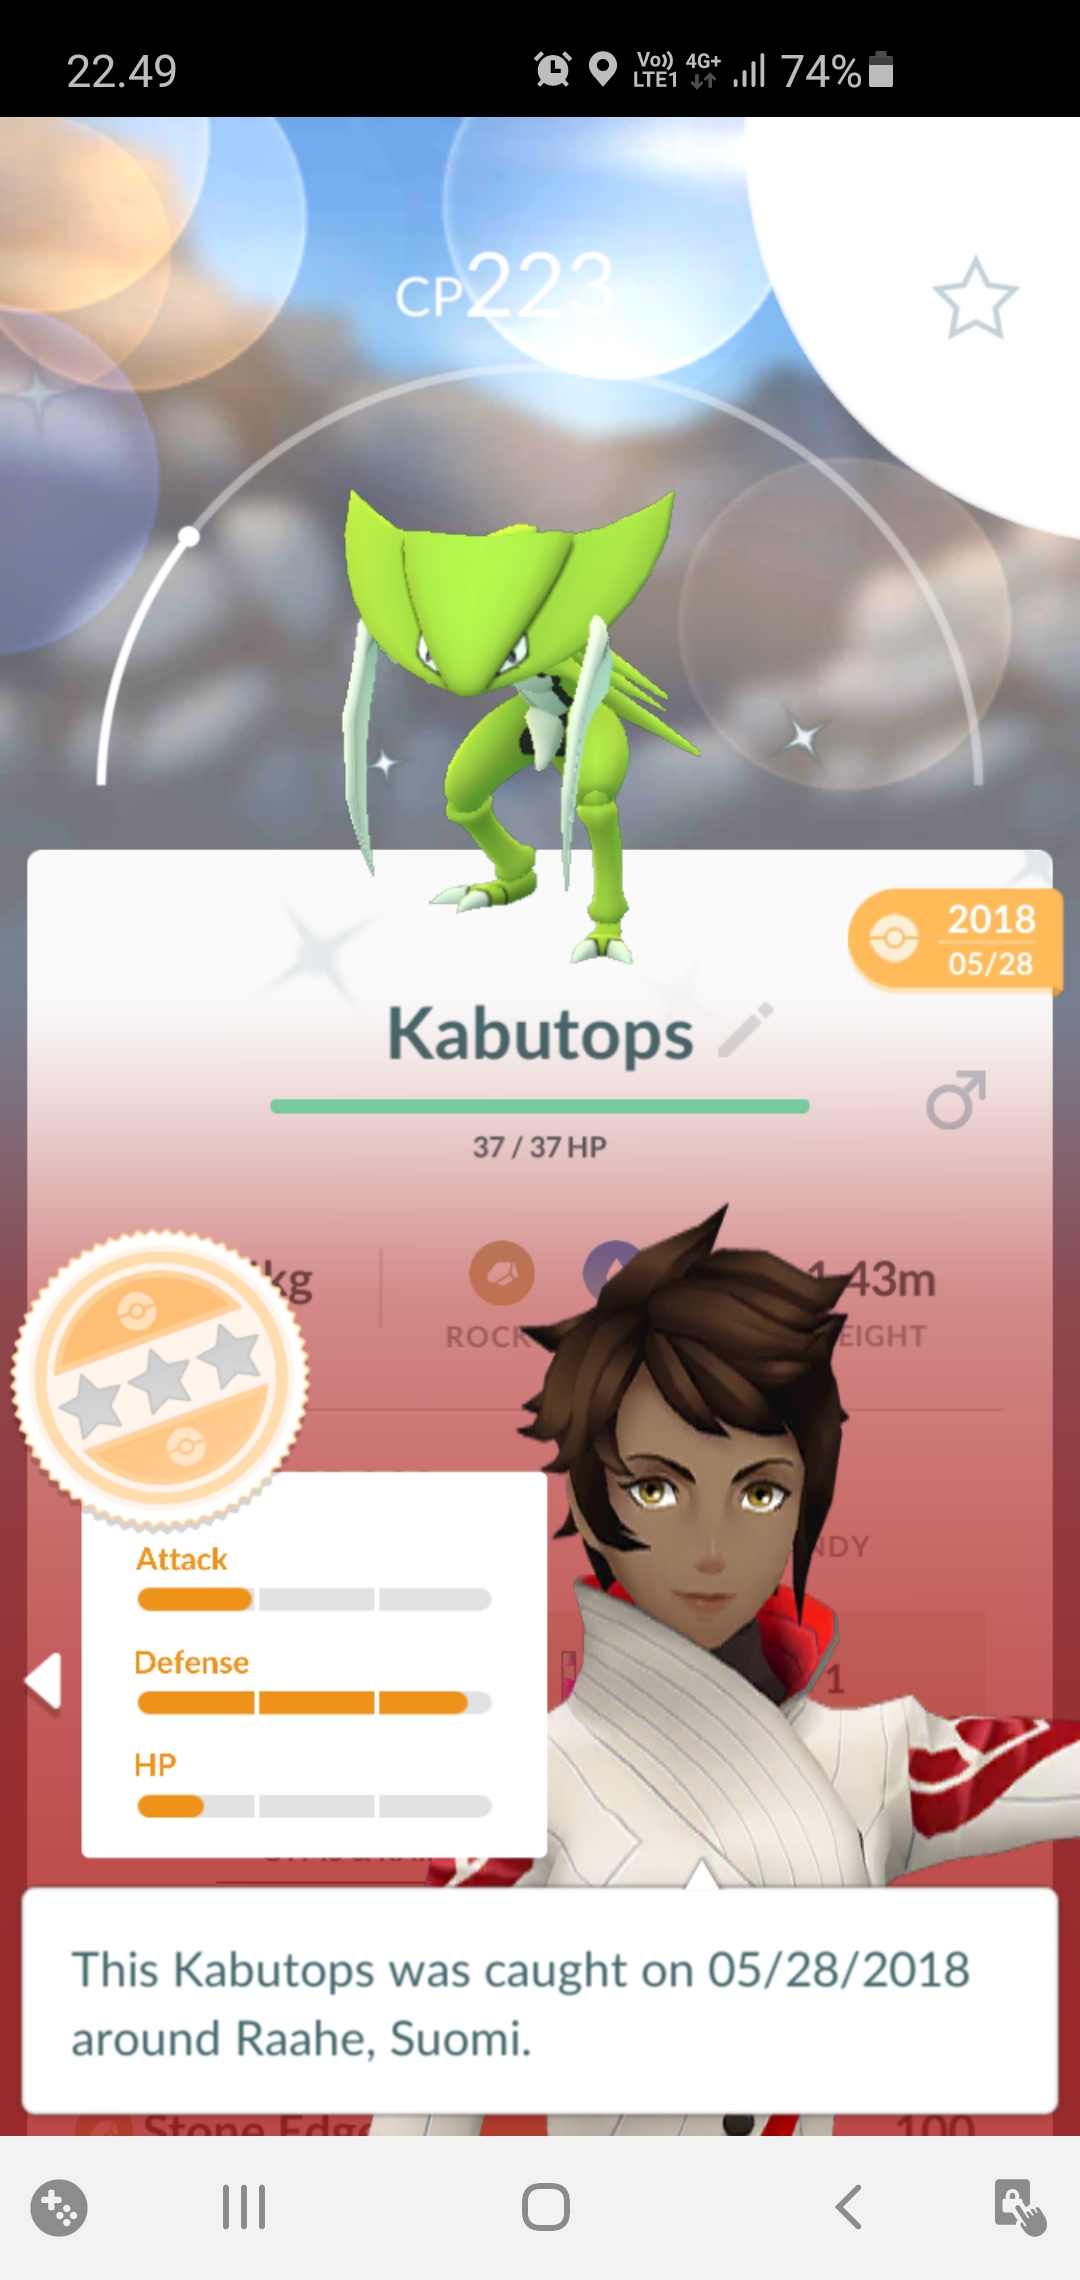 22.49
Vo)) LTE1 4G+ 74%
CP223
2018
05/28
Kabutops
37 / 37 HP
kg
1.43m
ROCK
EIGHT
NDY
Attack
1
Defense
HP
This Kabutops was caught on 05/28/2018
around Raahe, Suomi.
Stone Edge
100